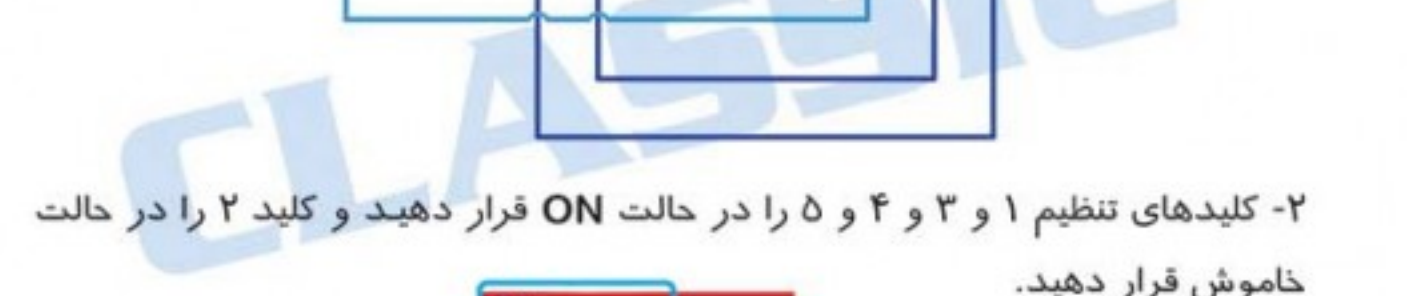 CLASSIC
۲- کلیدهای تنظیم ۱ و ۳ و ۴ و ۵ را در حالت ON قرار دهید و کلید ۲ را در حالت
خاموش قرار دهید.